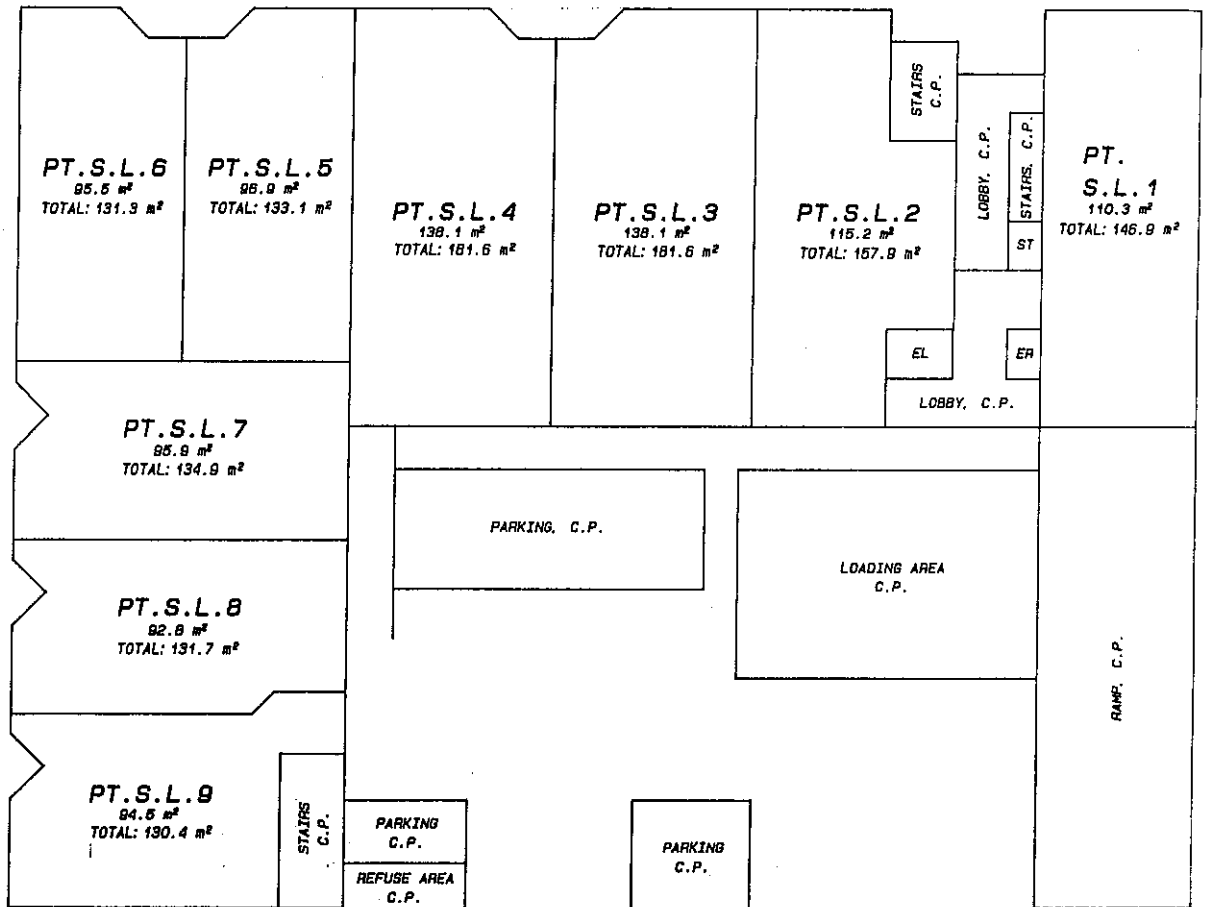 PT.S.L.6
95.5 m²
TOTAL: 131.3 m²
PT.S.L.5
96.9 m²
TOTAL: 133.1 m²
PT.S.L.4
138.1 m²
TOTAL: 181.6 m²
PT.S.L.3
138.1 m²
TOTAL: 181.6 m²
PT.S.L.2
115.2 m²
TOTAL: 157.9 m²
STAIRS
C.P.
LOBBY, C.P.
STAIRS, C.P.
ST
PT.
S.L.1
110.3 m²
TOTAL: 146.9 m²
EL
ER
LOBBY, C.P.
PT.S.L.7
95.9 m²
TOTAL: 134.9 m²
PARKING, C.P.
LOADING AREA
C.P.
PT.S.L.8
92.8 m²
TOTAL: 131.7 m²
RAMP, C.P.
PT.S.L.9
94.5 m²
TOTAL: 130.4 m²
STAIRS
C.P.
PARKING
C.P.
REFUSE AREA
C.P.
PARKING
C.P.